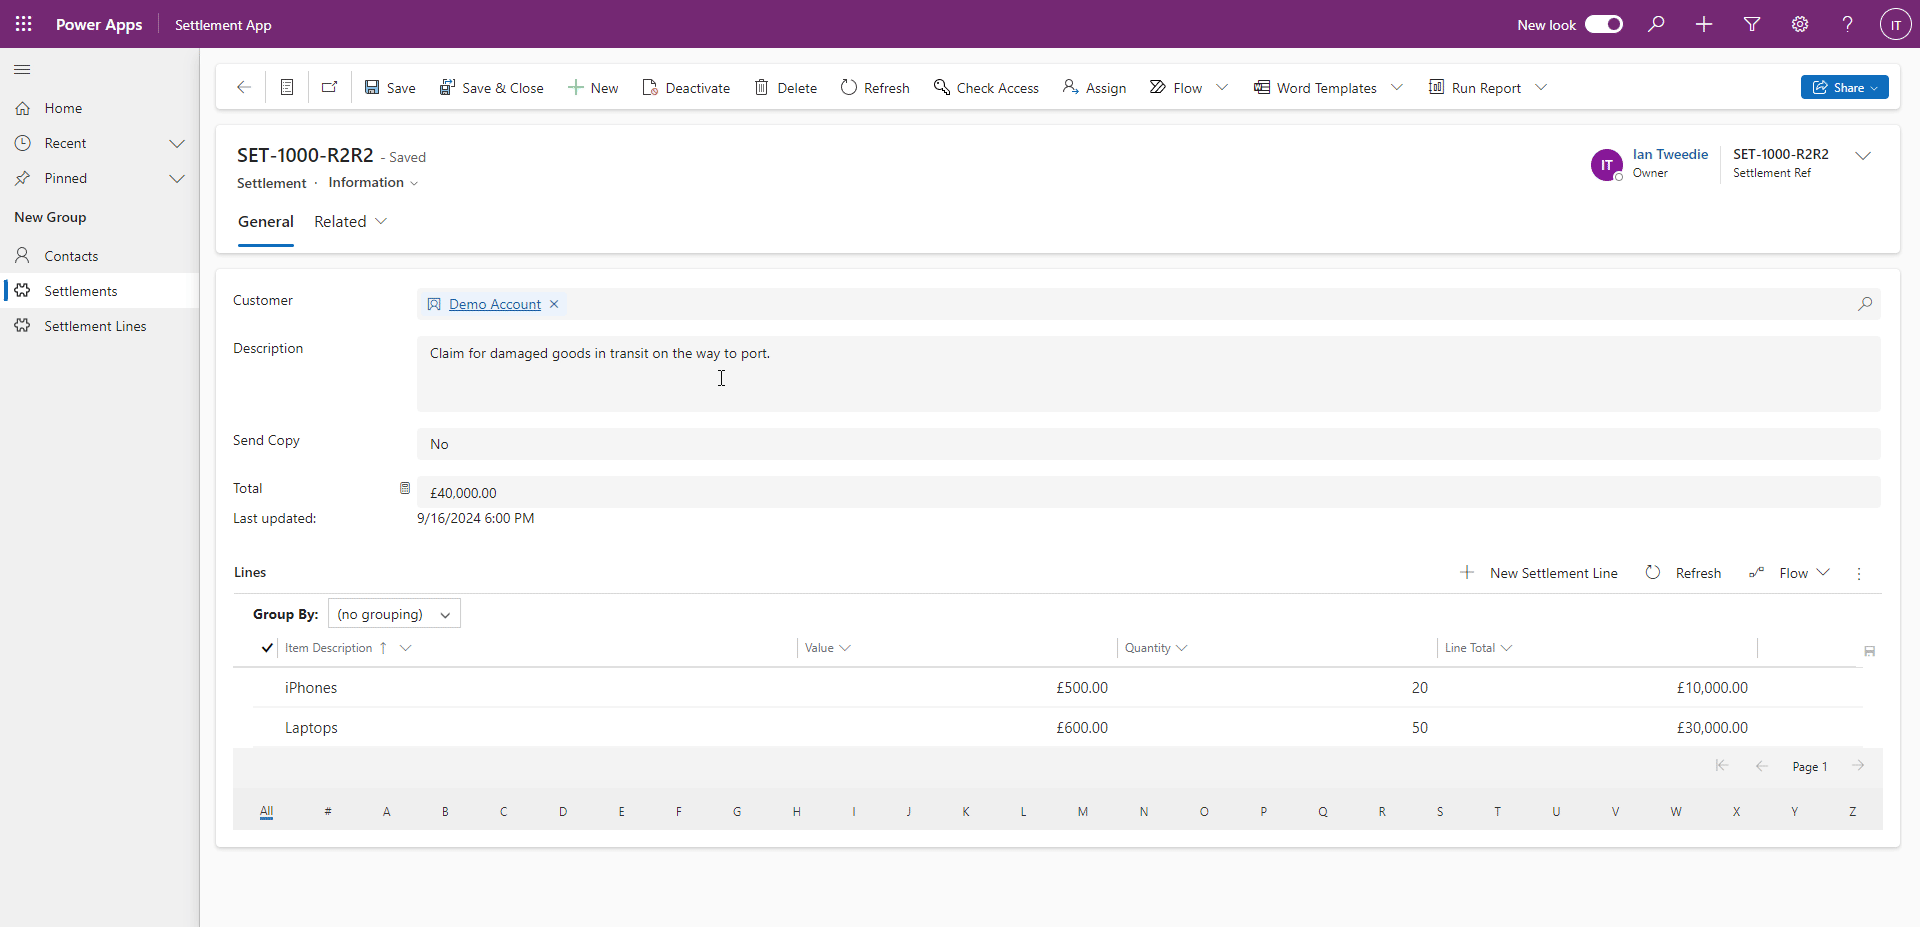 Power Apps
Settlement App
New look
IT
Home
Recent
Pinned
New Group
Contacts
Settlements
Settlement Lines
Save
Save & Close
New
Deactivate
Delete
Refresh
Check Access
Assign
Flow
Word Templates
Run Report
Share
SET-1000-R2R2 - Saved
Settlement · Information
IT
Ian Tweedie
Owner
SET-1000-R2R2
Settlement Ref
General
Related
Customer
Demo Account
Description
Claim for damaged goods in transit on the way to port.
Send Copy
No
Total
£40,000.00
Last updated:
9/16/2024 6:00 PM
Lines
New Settlement Line
Refresh
Flow
Group By: (no grouping)
Item Description Value Quantity Line Total
iPhones £500.00 20 £10,000.00
Laptops £600.00 50 £30,000.00
Page 1
All # A B C D E F G H I J K L M N O P Q R S T U V W X Y Z